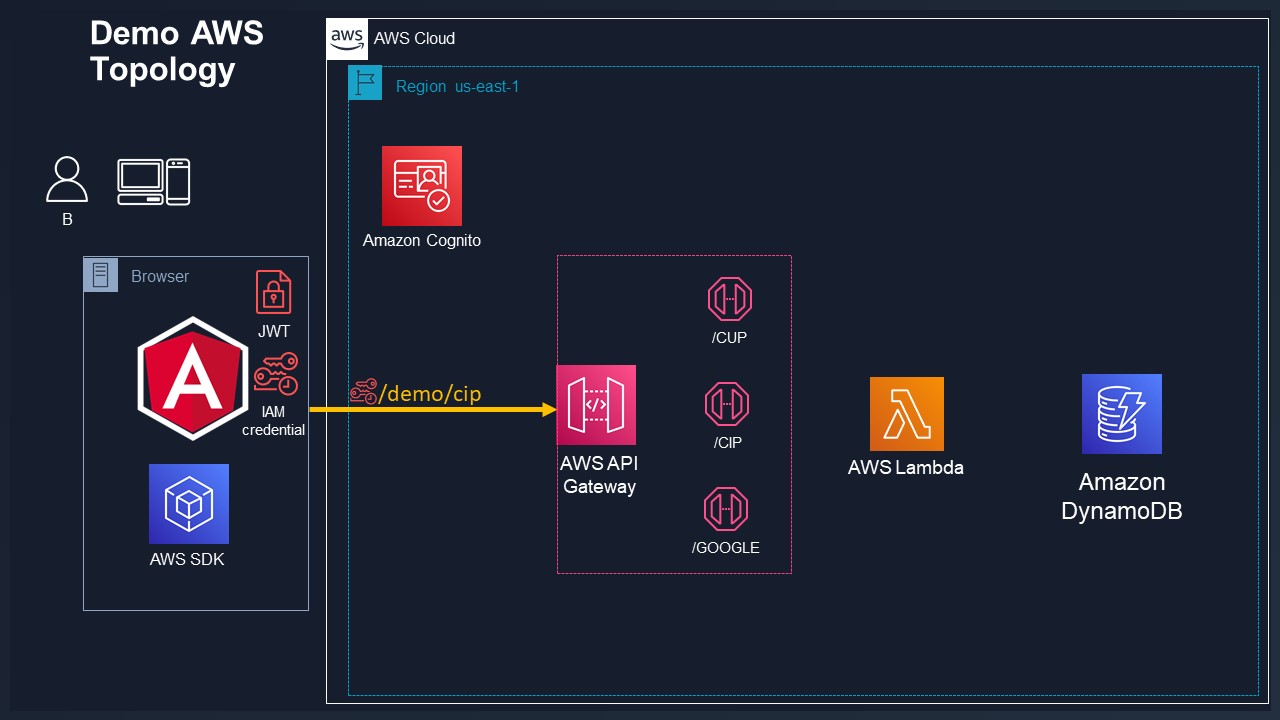 Demo AWS
Topology
aws
AWS Cloud
Region us-east-1
B
Amazon Cognito
Browser
JWT
IAM
credential
AWS SDK
/demo/cip
AWS API
Gateway
/CUP
/CIP
/GOOGLE
AWS Lambda
Amazon
DynamoDB